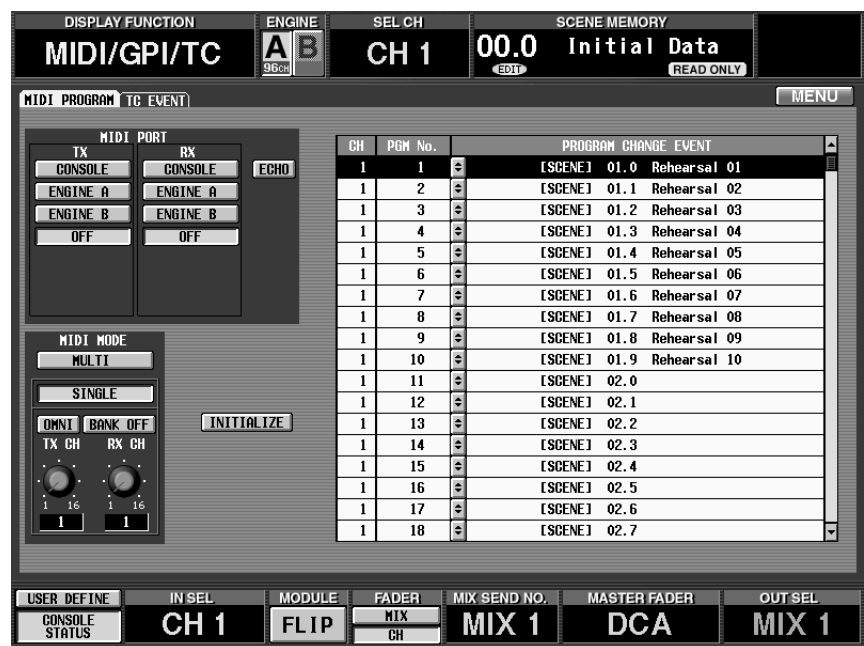 DISPLAY FUNCTION ENGINE SEL CH SCENE MEMORY
MIDI/GPI/TC A B CH 1 00.0 Initial Data
96CH EDIT READ ONLY
MIDI PROGRAM TC EVENT MENU
MIDI PORT
TX RX
CONSOLE CONSOLE ECHO
ENGINE A ENGINE A
ENGINE B ENGINE B
OFF OFF
MIDI MODE
MULTI
SINGLE
OMNI BANK OFF
TX CH RX CH
1 16 1 16
1 1
INITIALIZE
CH PGM No. PROGRAM CHANGE EVENT
1 1 [SCENE] 01.0 Rehearsal 01
1 2 [SCENE] 01.1 Rehearsal 02
1 3 [SCENE] 01.2 Rehearsal 03
1 4 [SCENE] 01.3 Rehearsal 04
1 5 [SCENE] 01.4 Rehearsal 05
1 6 [SCENE] 01.5 Rehearsal 06
1 7 [SCENE] 01.6 Rehearsal 07
1 8 [SCENE] 01.7 Rehearsal 08
1 9 [SCENE] 01.8 Rehearsal 09
1 10 [SCENE] 01.9 Rehearsal 10
1 11 [SCENE] 02.0
1 12 [SCENE] 02.1
1 13 [SCENE] 02.2
1 14 [SCENE] 02.3
1 15 [SCENE] 02.4
1 16 [SCENE] 02.5
1 17 [SCENE] 02.6
1 18 [SCENE] 02.7
USER DEFINE IN SEL MODULE FADER MIX SEND NO. MASTER FADER OUT SEL
CONSOLE STATUS CH 1 FLIP MIX CH MIX 1 DCA MIX 1